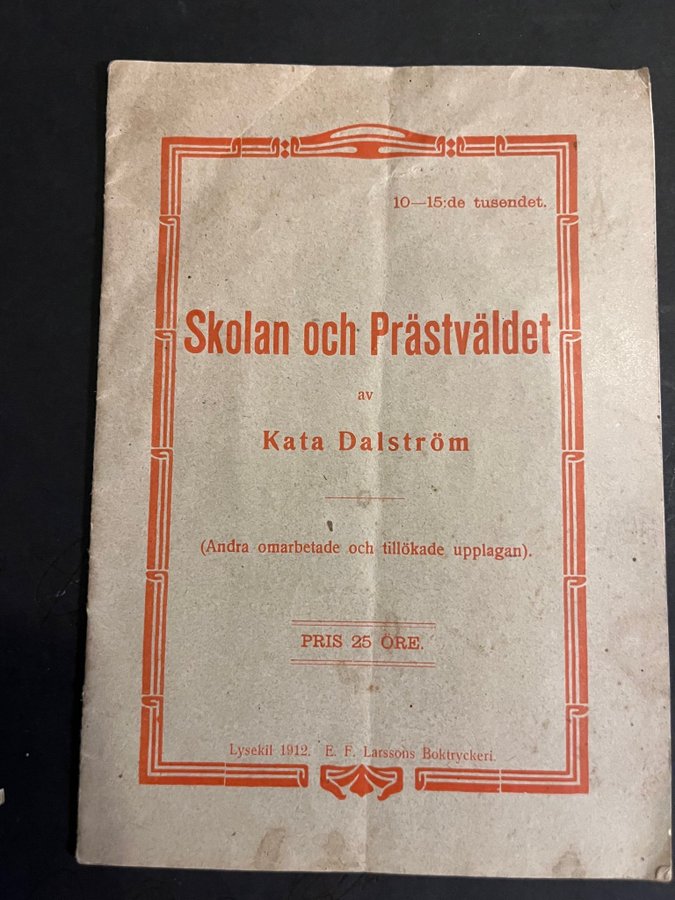 10—15:de tusendet.
Skolan och Prästväldet
av
Kata Dalström
(Andra omarbetade och tillökade upplagan).
PRIS 25 ÖRE.
Lysekil 1912. E. F. Larssons Boktryckeri.